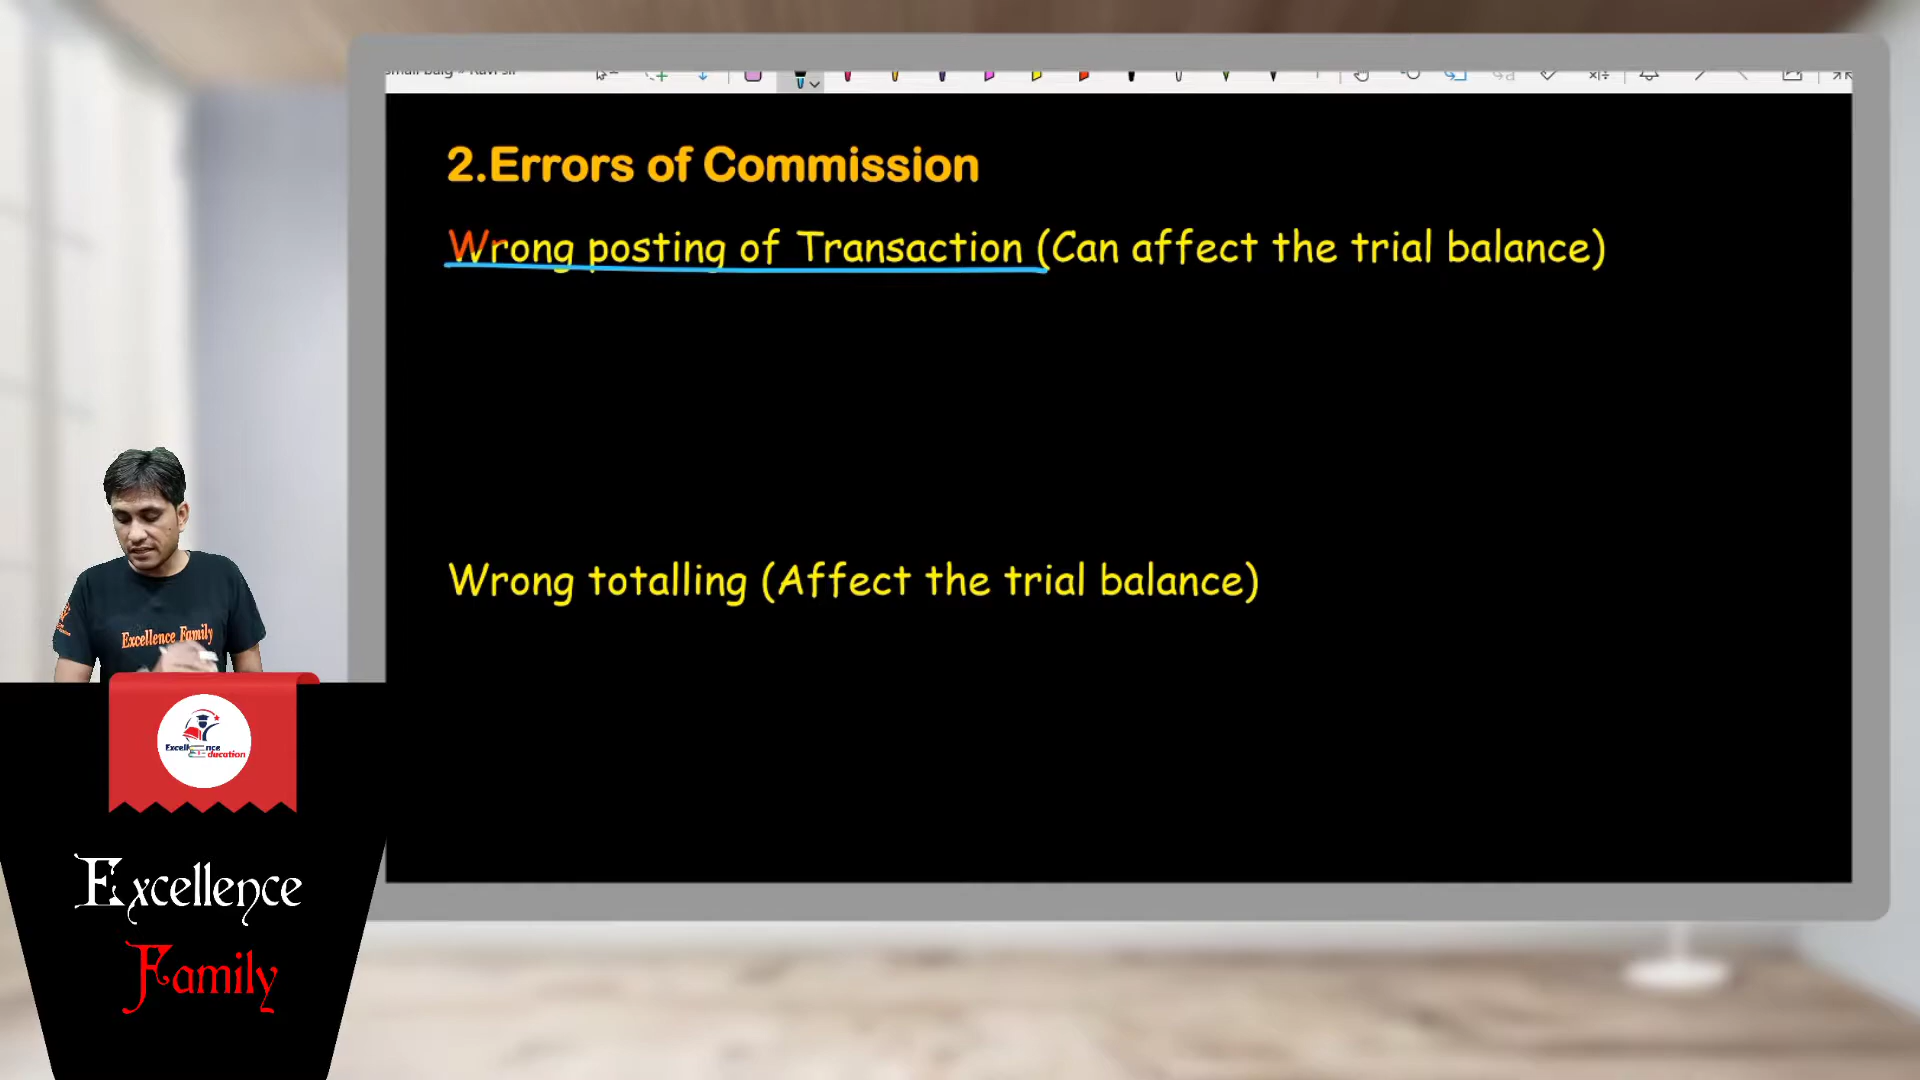 2.Errors of Commission
Wrong posting of Transaction (Can affect the trial balance)
Wrong totalling (Affect the trial balance)
Excellence Family
Excellence
Family